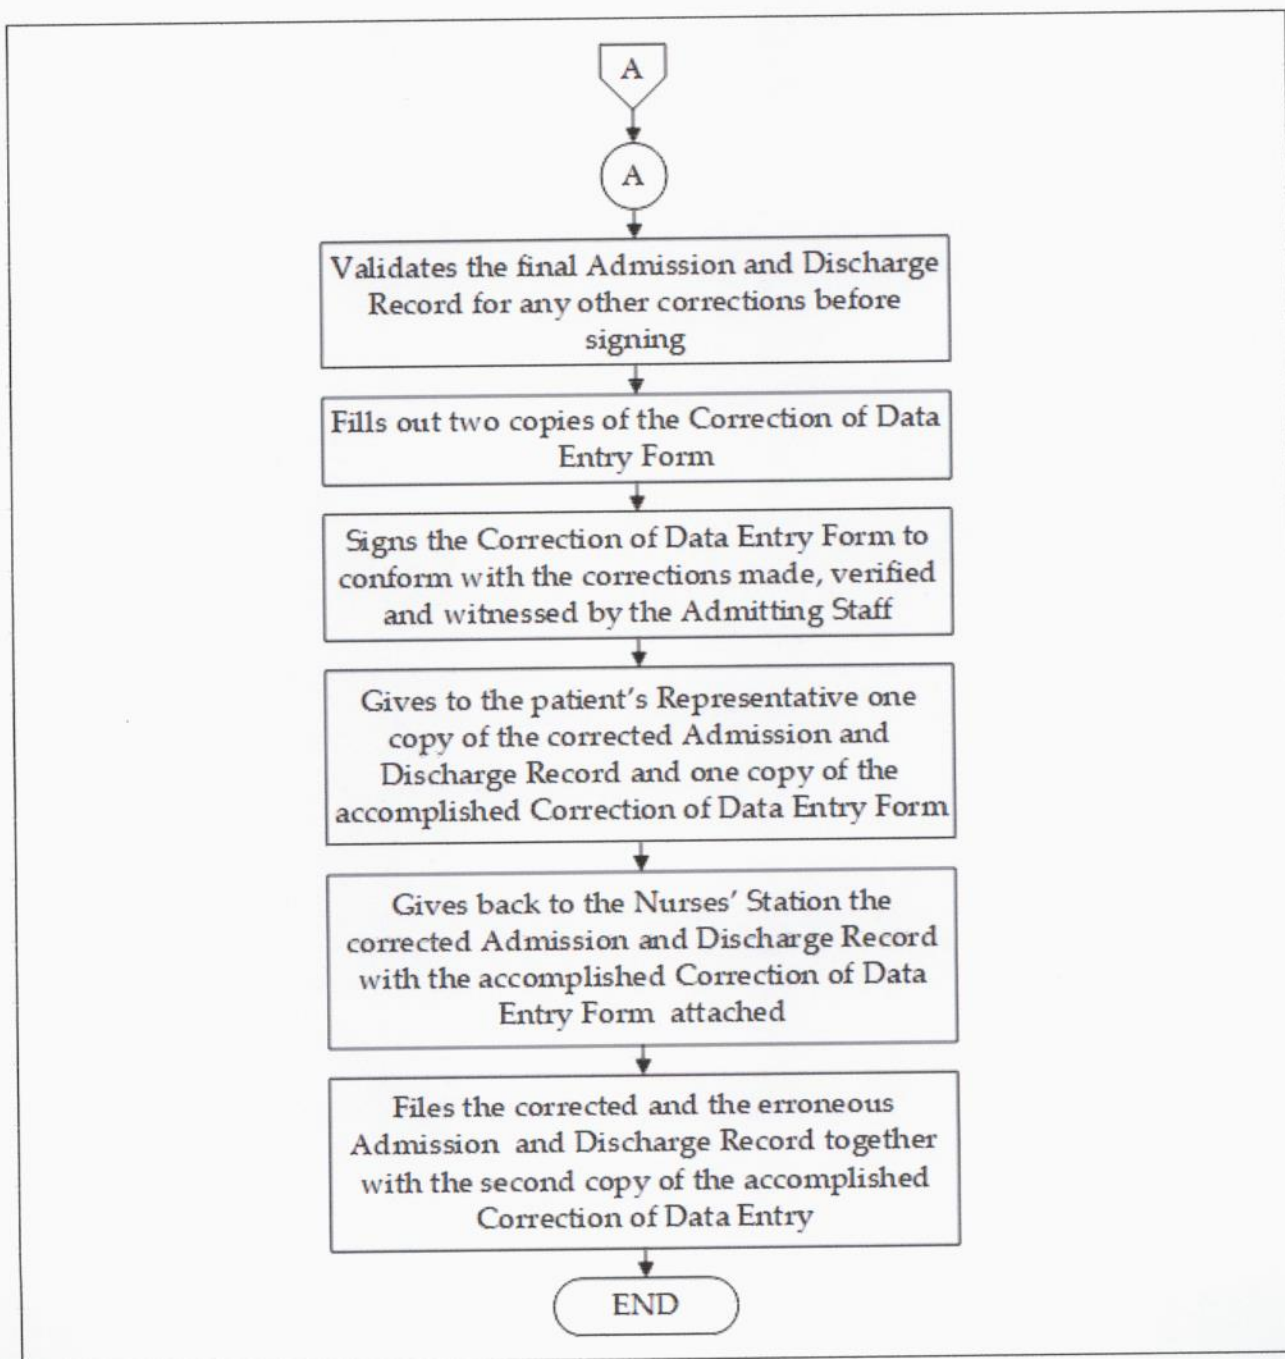 A
A
Validates the final Admission and Discharge
Record for any other corrections before
signing
Fills out two copies of the Correction of Data
Entry Form
Signs the Correction of Data Entry Form to
conform with the corrections made, verified
and witnessed by the Admitting Staff
Gives to the patient's Representative one
copy of the corrected Admission and
Discharge Record and one copy of the
accomplished Correction of Data Entry Form
Gives back to the Nurses' Station the
corrected Admission and Discharge Record
with the accomplished Correction of Data
Entry Form  attached
Files the corrected and the erroneous
Admission  and Discharge Record together
with the second copy of the accomplished
Correction of Data Entry
END